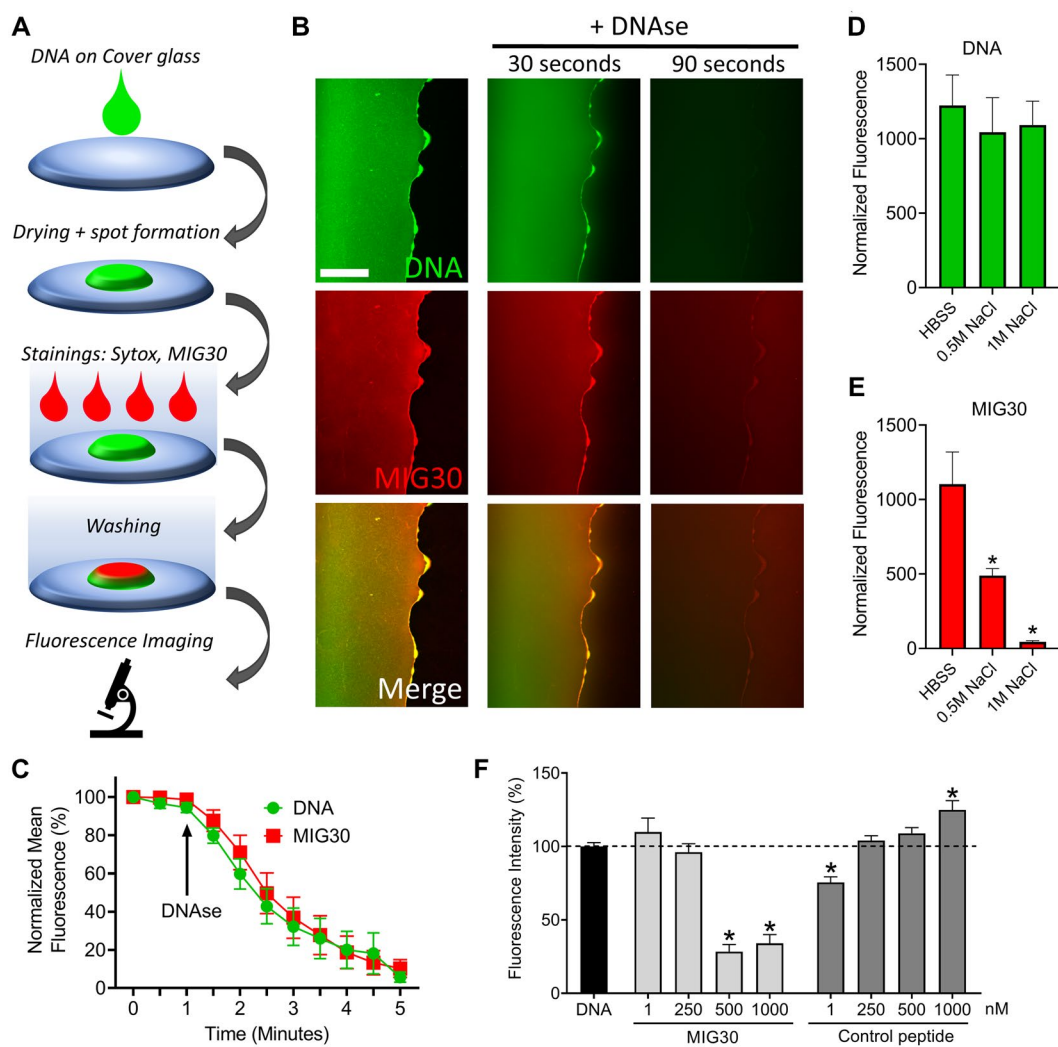 A
DNA on Cover glass
Drying + spot formation
Stainings: Sytox, MIG30
Washing
Fluorescence Imaging
B
+ DNAse
30 seconds
90 seconds
DNA
MIG30
Merge
D
DNA
Normalized Fluorescence
1500
1000
500
0
HBSS
0.5M NaCl
1M NaCl
E
MIG30
Normalized Fluorescence
1500
1000
500
0
*
*
HBSS
0.5M NaCl
1M NaCl
C
Normalized Mean
Fluorescence (%)
100
80
60
40
20
0
DNA
MIG30
DNAse
0 1 2 3 4 5
Time (Minutes)
F
Fluorescence Intensity (%)
150
100
50
0
* * * *
DNA 1 250 500 1000 1 250 500 1000 nM
MIG30 Control peptide